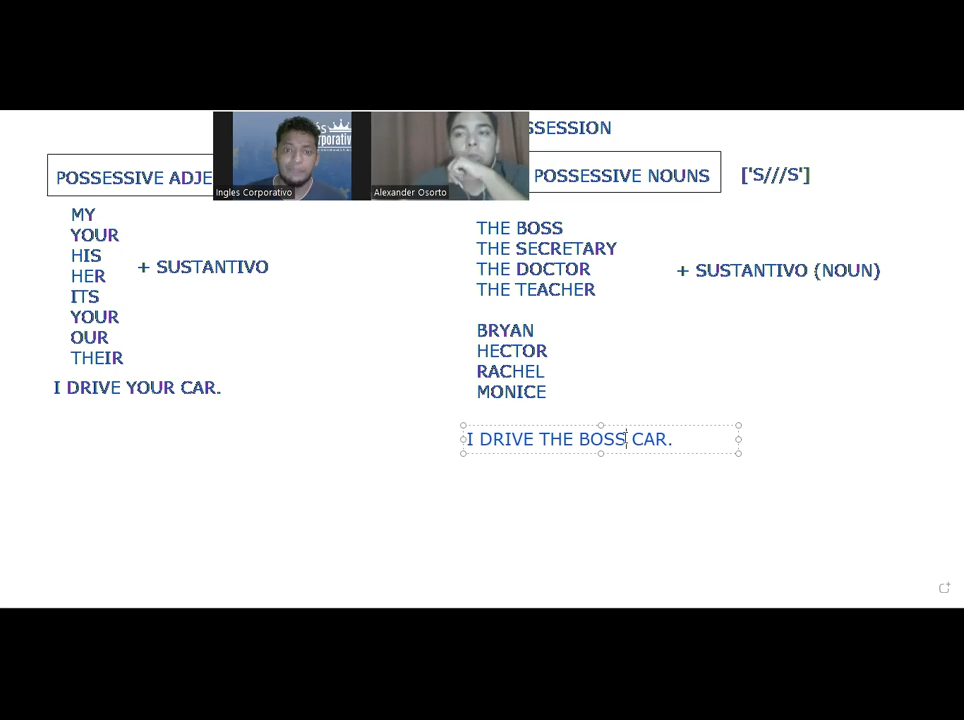 SSESSION
POSSESSIVE ADJE
POSSESSIVE NOUNS ['S///S']
MY
YOUR
HIS
HER
ITS
YOUR
OUR
THEIR
+ SUSTANTIVO
I DRIVE YOUR CAR.
THE BOSS
THE SECRETARY
THE DOCTOR
THE TEACHER
+ SUSTANTIVO (NOUN)
BRYAN
HECTOR
RACHEL
MONICE
I DRIVE THE BOSS CAR.
Ingles Corporativo
Alexander Osorto